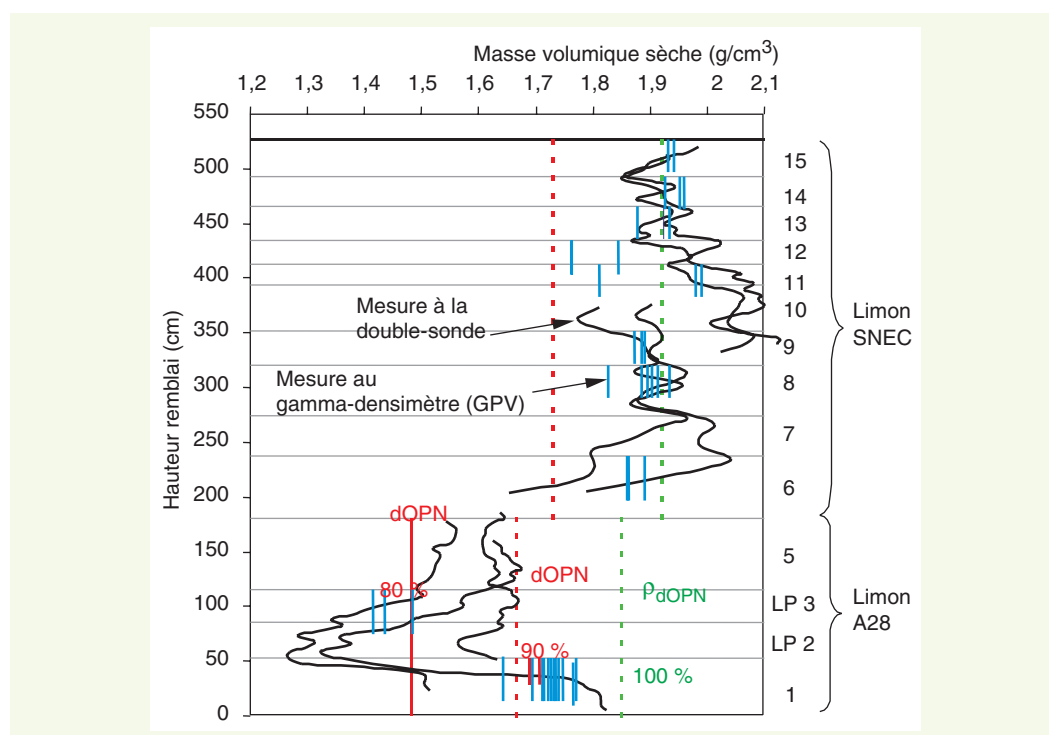 Masse volumique sèche (g/cm3)
1,2 1,3 1,4 1,5 1,6 1,7 1,8 1,9 2 2,1
Hauteur remblai (cm)
550
500
450
400
350
300
250
200
150
100
50
0
15
14
13
12
11
10
9
8
7
6
5
LP 3
LP 2
1
Limon
SNEC
Limon
A28
Mesure à la
double-sonde
Mesure au
gamma-densimètre (GPV)
dOPN
80 %
dOPN
90 %
ρdOPN
100 %